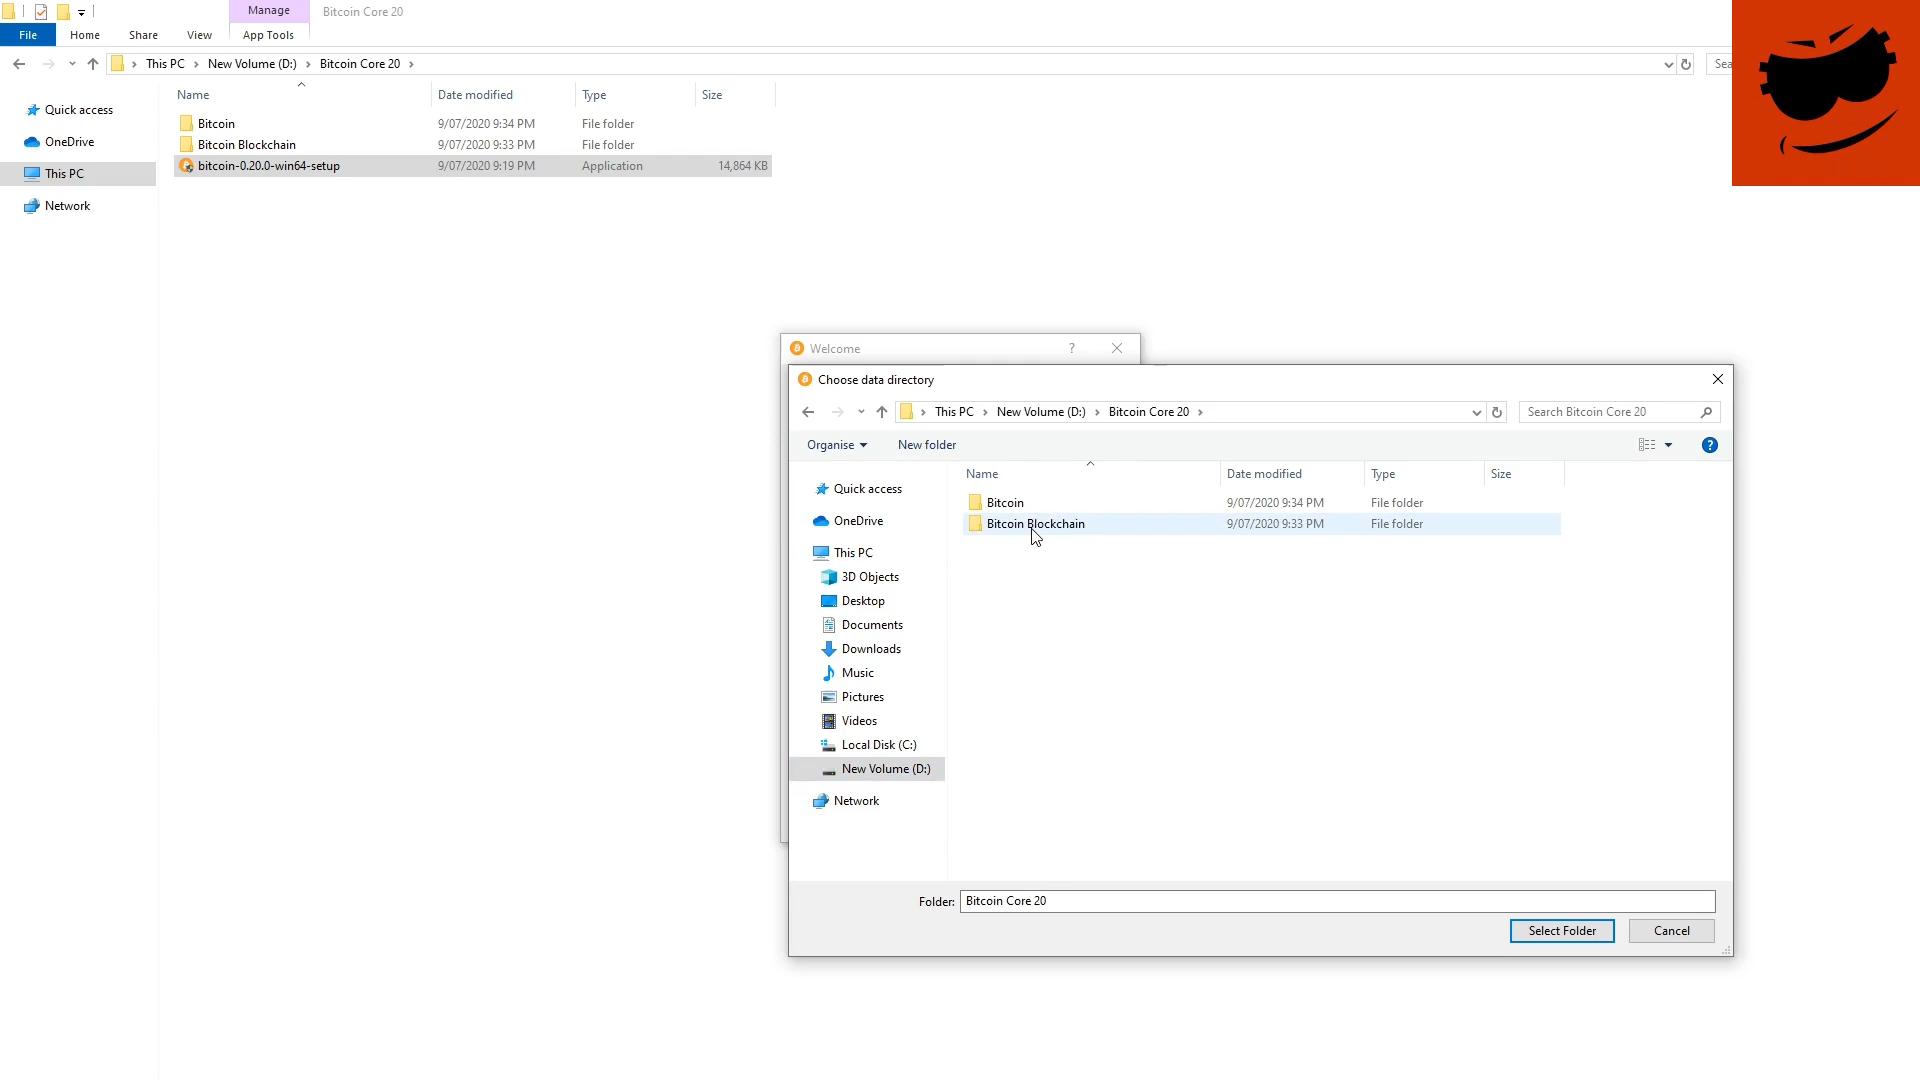 Manage
Bitcoin Core 20
File
Home
Share
View
App Tools
This PC
New Volume (D:)
Bitcoin Core 20
Sea
Name
Date modified
Type
Size
Quick access
OneDrive
This PC
Network
Bitcoin
9/07/2020 9:34 PM
File folder
Bitcoin Blockchain
9/07/2020 9:33 PM
File folder
bitcoin-0.20.0-win64-setup
9/07/2020 9:19 PM
Application
14,864 KB
Welcome
?
Choose data directory
This PC
New Volume (D:)
Bitcoin Core 20
Search Bitcoin Core 20
Organise
New folder
?
Name
Date modified
Type
Size
Quick access
OneDrive
This PC
3D Objects
Desktop
Documents
Downloads
Music
Pictures
Videos
Local Disk (C:)
New Volume (D:)
Network
Bitcoin
9/07/2020 9:34 PM
File folder
Bitcoin Blockchain
9/07/2020 9:33 PM
File folder
Folder:
Bitcoin Core 20
Select Folder
Cancel